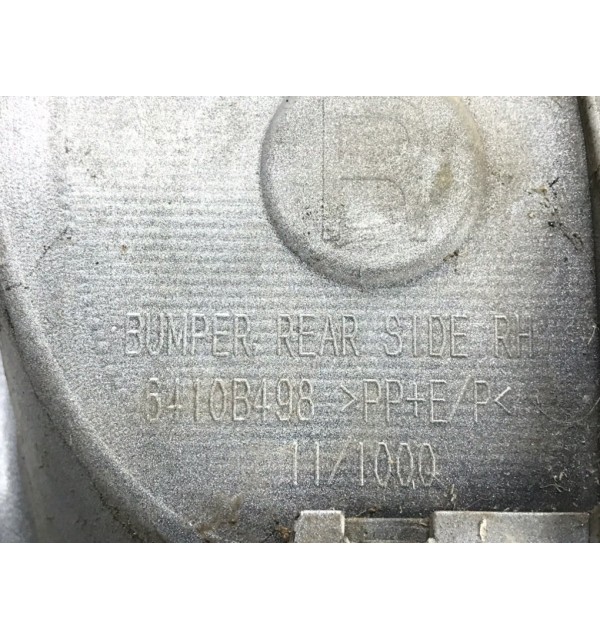 R
BUMPER, REAR SIDE RH
6410B498 >PP+E/P<
11/1000